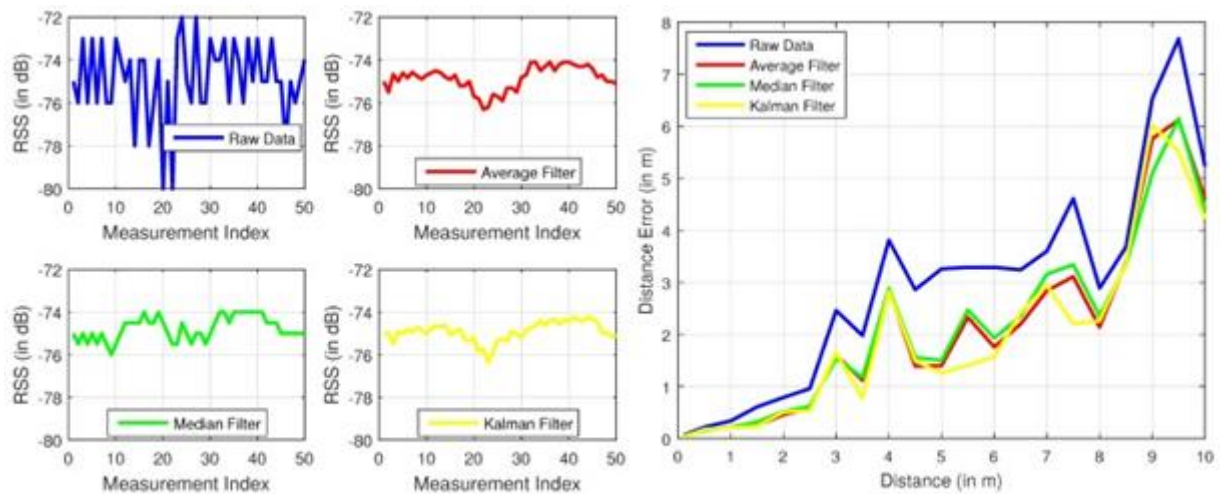 -72
-74
-76
-78
-80
RSS (in dB)
Raw Data
0 10 20 30 40 50
Measurement Index
-72
-74
-76
-78
-80
RSS (in dB)
Average Filter
0 10 20 30 40 50
Measurement Index
-72
-74
-76
-78
-80
RSS (in dB)
Median Filter
0 10 20 30 40 50
Measurement Index
-72
-74
-76
-78
-80
RSS (in dB)
Kalman Filter
0 10 20 30 40 50
Measurement Index
8
7
6
5
4
3
2
1
0
Distance Error (in m)
Raw Data
Average Filter
Median Filter
Kalman Filter
0 1 2 3 4 5 6 7 8 9 10
Distance (in m)